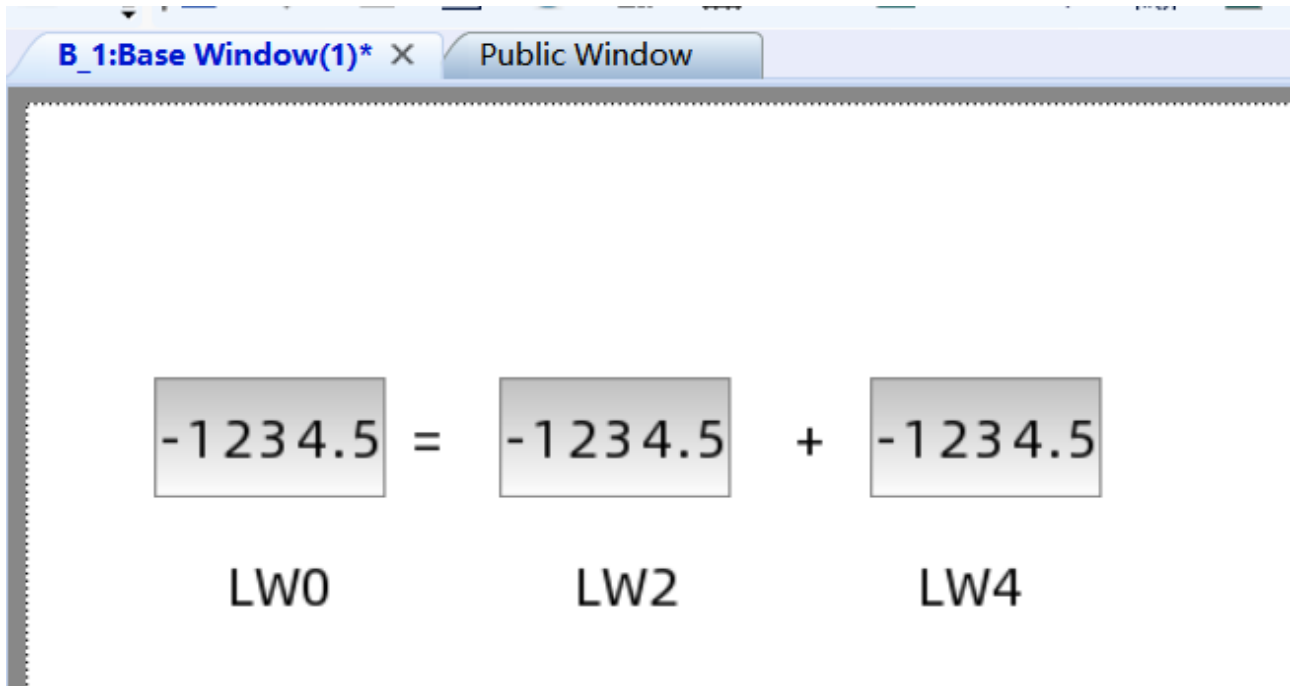 B_1:Base Window(1)* × Public Window
-1234.5 = -1234.5 + -1234.5
LW0 LW2 LW4